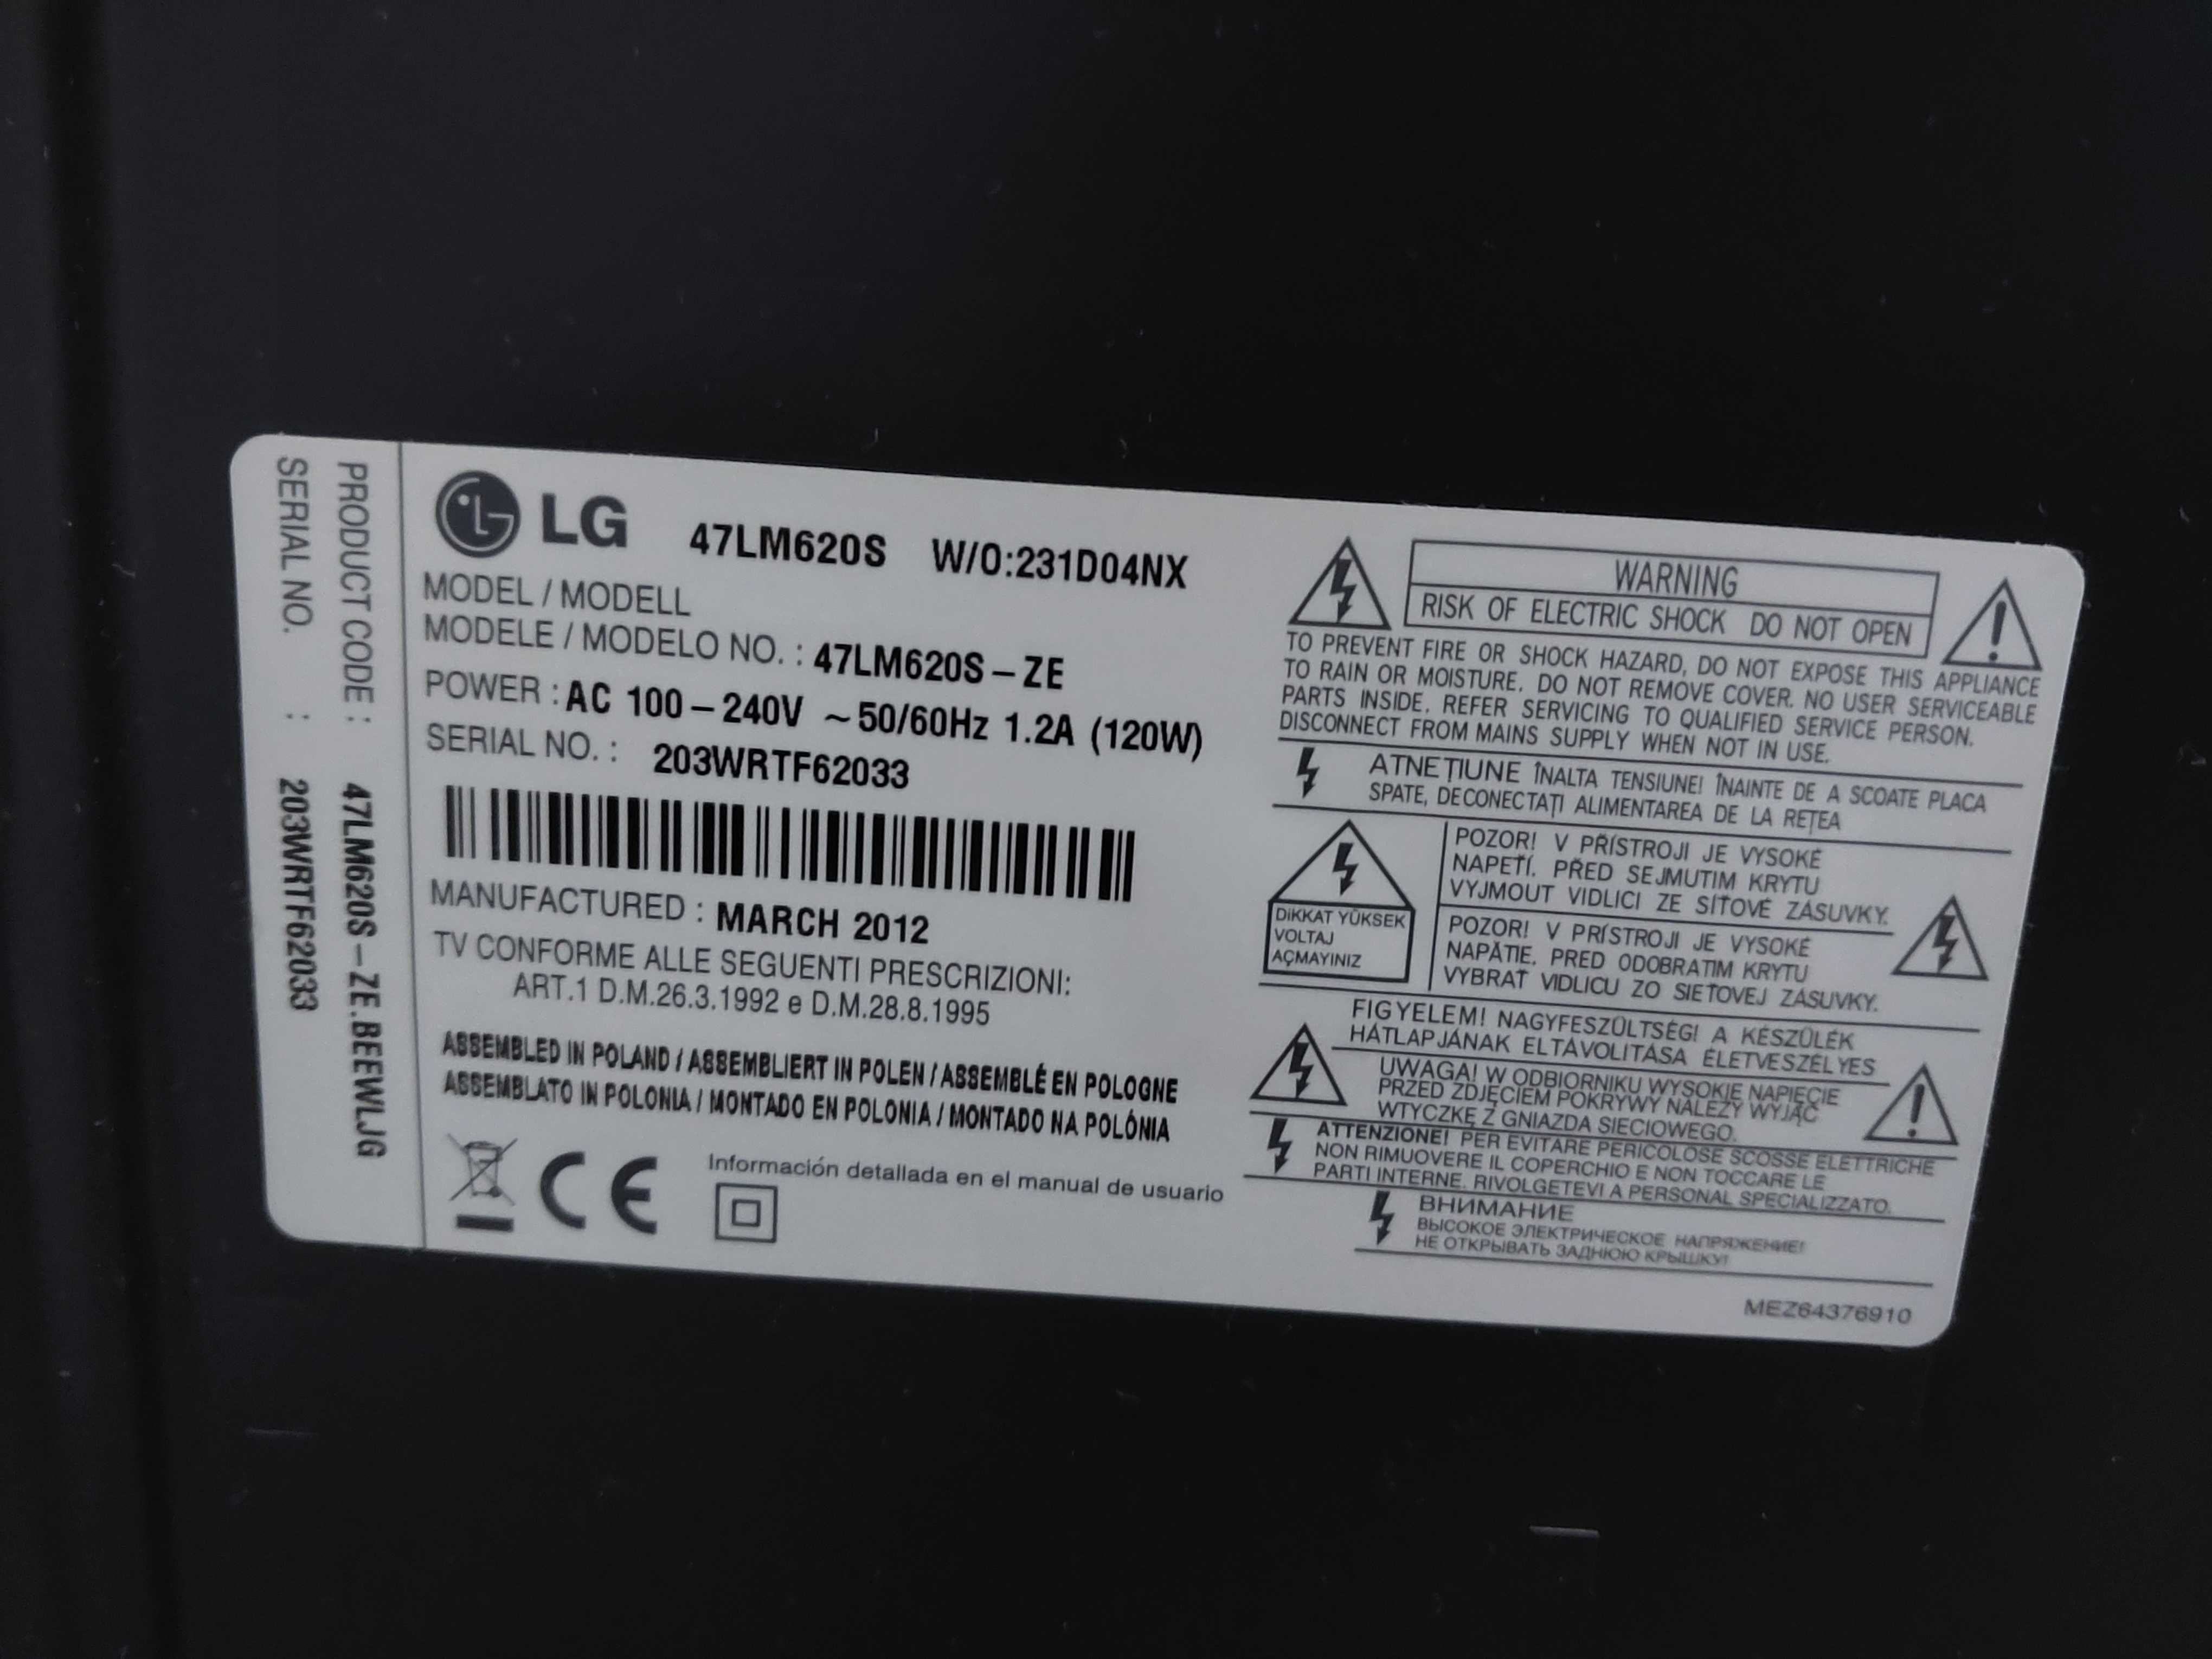 PRODUCT CODE : 47LM620S-ZE.BEEWLJG
SERIAL NO. : 203WRTF62033
LG 47LM620S W/O:231D04NX
MODEL / MODELL
MODELE / MODELO NO. : 47LM620S-ZE
POWER : AC 100-240V ~50/60Hz 1.2A (120W)
SERIAL NO. : 203WRTF62033
MANUFACTURED : MARCH 2012
TV CONFORME ALLE SEGUENTI PRESCRIZIONI:
ART.1 D.M.26.3.1992 e D.M.28.8.1995
ASSEMBLED IN POLAND / ASSEMBLIERT IN POLEN / ASSEMBLÉ EN POLOGNE
ASSEMBLATO IN POLONIA / MONTADO EN POLONIA / MONTADO NA POLÓNIA
CE
Información detallada en el manual de usuario
WARNING
RISK OF ELECTRIC SHOCK DO NOT OPEN
TO PREVENT FIRE OR SHOCK HAZARD, DO NOT EXPOSE THIS APPLIANCE
TO RAIN OR MOISTURE. DO NOT REMOVE COVER. NO USER SERVICEABLE
PARTS INSIDE. REFER SERVICING TO QUALIFIED SERVICE PERSON.
DISCONNECT FROM MAINS SUPPLY WHEN NOT IN USE.
ATNEȚIUNE ÎNALTA TENSIUNE! ÎNAINTE DE A SCOATE PLACA
SPATE, DECONECTAȚI ALIMENTAREA DE LA REȚEA
DIKKAT YÜKSEK
VOLTAJ
AÇMAYINIZ
POZOR! V PŘÍSTROJI JE VYSOKÉ
NAPĚTÍ. PŘED SEJMUTIM KRYTU
VYJMOUT VIDLICI ZE SÍŤOVÉ ZÁSUVKY.
POZOR! V PRÍSTROJI JE VYSOKÉ
NAPÄTIE, PRED ODOBRATIM KRYTU
VYBRAŤ VIDLICU ZO SIEŤOVEJ ZÁSUVKY.
FIGYELEM! NAGYFESZÜLTSÉG! A KÉSZÜLÉK
HÁTLAPJÁNAK ELTÁVOLITÁSA ÉLETVESZÉLYES
UWAGA! W ODBIORNIKU WYSOKIE NAPIĘCIE
PRZED ZDJĘCIEM POKRYWY NALEŻY WYJĄĆ
WTYCZKĘ Z GNIAZDA SIECIOWEGO.
ATTENZIONE! PER EVITARE PERICOLOSE SCOSSE ELETTRICHE
NON RIMUOVERE IL COPERCHIO E NON TOCCARE LE
PARTI INTERNE. RIVOLGETEVI A PERSONAL SPECIALIZZATO.
ВНИМАНИЕ
ВЫСОКОЕ ЭЛЕКТРИЧЕСКОЕ НАПРЯЖЕНИЕ!
НЕ ОТКРЫВАТЬ ЗАДНЮЮ КРЫШКУ!
MEZ64376910